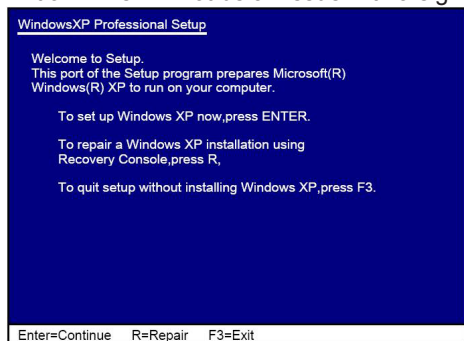 WindowsXP Professional Setup
Welcome to Setup.
This port of the Setup program prepares Microsoft(R)
Windows(R) XP to run on your computer.
To set up Windows XP now,press ENTER.
To repair a Windows XP installation using
Recovery Console,press R,
To quit setup without installing Windows XP,press F3.
Enter=Continue R=Repair F3=Exit